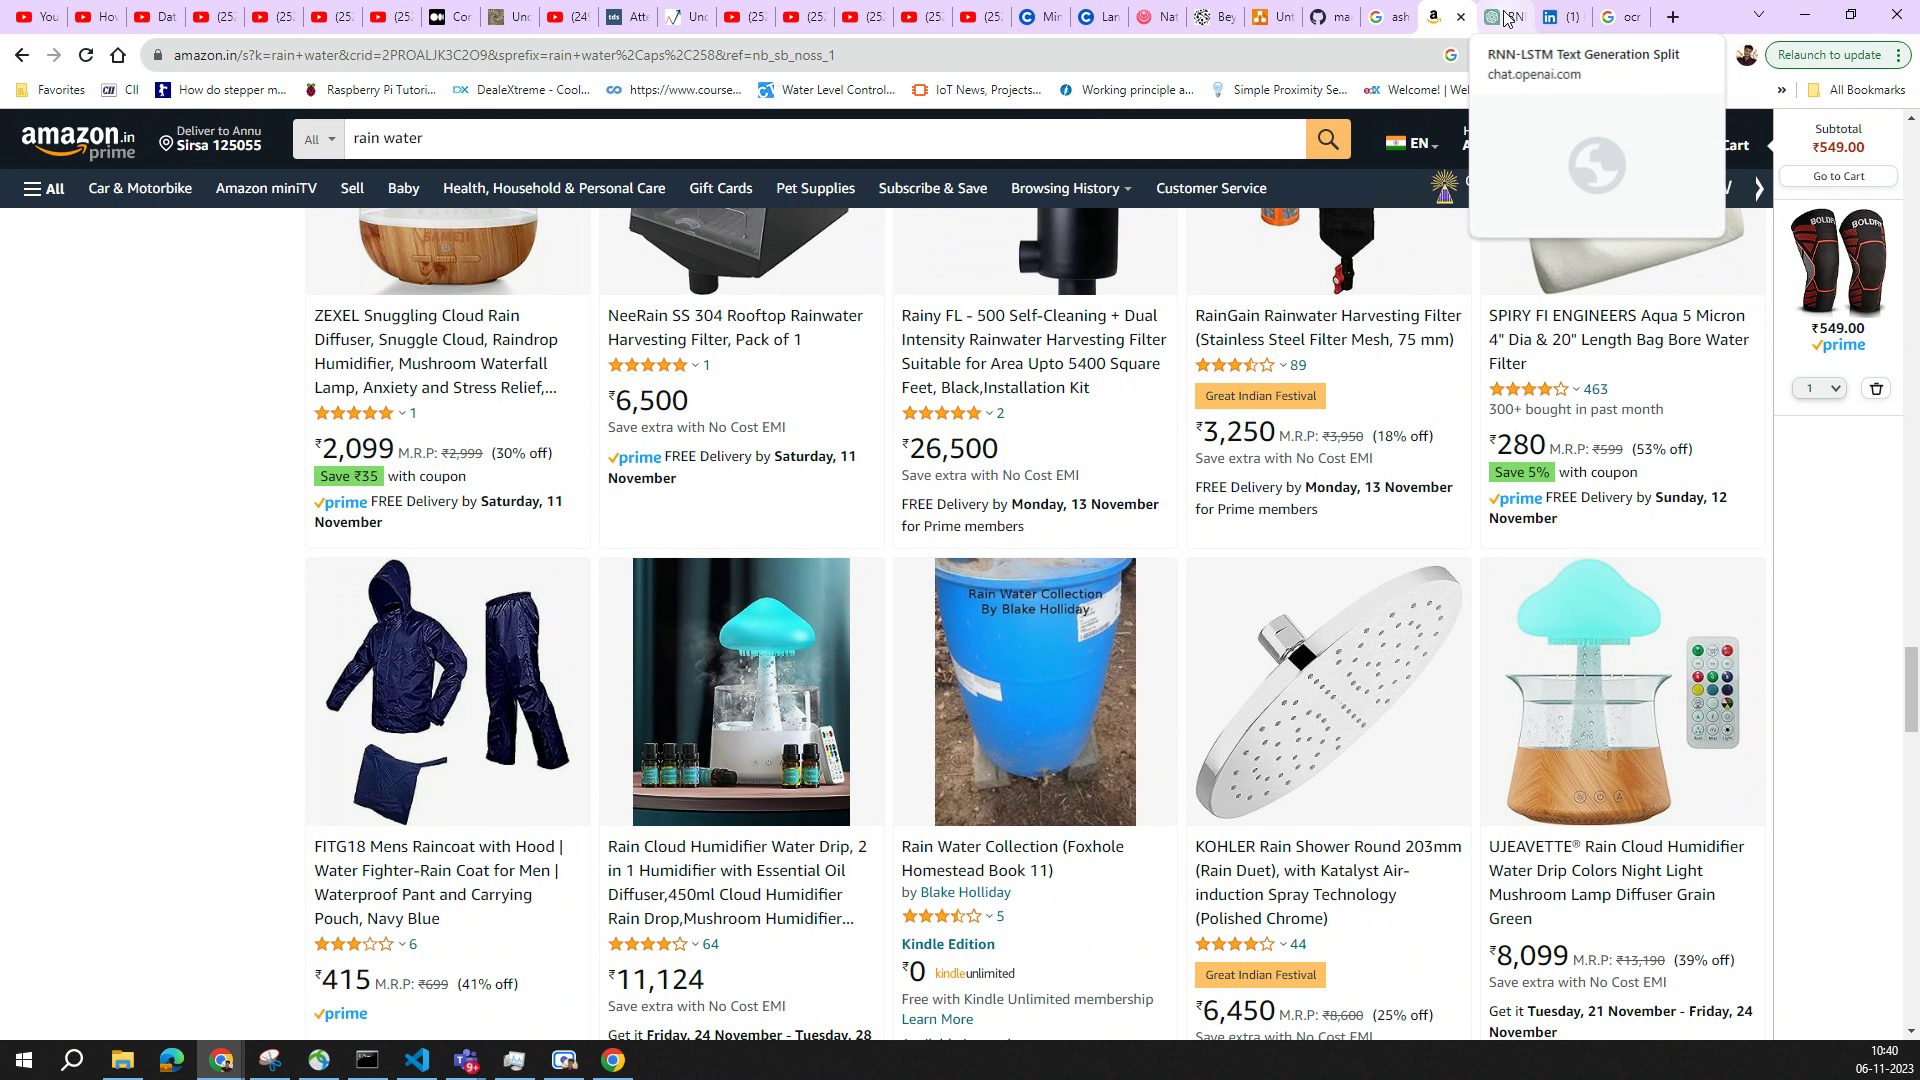 You
Hov
Dat
(252
(252
(252
(252
Cor
Unc
(249
Atte
Unc
(252
(252
(252
(252
(252
Mir
Lan
Nat
Bey
Unt
ma
ash
RNN
(1)
ocr
amazon.in/s?k=rain+water&crid=2PROALJK3C2O9&sprefix=rain+water%2Caps%2C258&ref=nb_sb_noss_1
Relaunch to update
RNN-LSTM Text Generation Split
chat.openai.com
Favorites
CII
How do stepper m...
Raspberry Pi Tutori...
DealeXtreme - Cool...
https://www.course...
Water Level Control...
IoT News, Projects...
Working principle a...
Simple Proximity Se...
Welcome! | Wel
All Bookmarks
amazon.in
prime
Deliver to Annu
Sirsa 125055
All
rain water
EN
Cart
Subtotal
₹549.00
Go to Cart
All
Car & Motorbike
Amazon miniTV
Sell
Baby
Health, Household & Personal Care
Gift Cards
Pet Supplies
Subscribe & Save
Browsing History
Customer Service
BOLDFIT
₹549.00
prime
1
ZEXEL Snuggling Cloud Rain
Diffuser, Snuggle Cloud, Raindrop
Humidifier, Mushroom Waterfall
Lamp, Anxiety and Stress Relief,...
1
₹2,099 M.R.P: ₹2,999 (30% off)
Save ₹35 with coupon
prime FREE Delivery by Saturday, 11
November
NeeRain SS 304 Rooftop Rainwater
Harvesting Filter, Pack of 1
1
₹6,500
Save extra with No Cost EMI
prime FREE Delivery by Saturday, 11
November
Rainy FL - 500 Self-Cleaning + Dual
Intensity Rainwater Harvesting Filter
Suitable for Area Upto 5400 Square
Feet, Black,Installation Kit
2
₹26,500
Save extra with No Cost EMI
FREE Delivery by Monday, 13 November
for Prime members
RainGain Rainwater Harvesting Filter
(Stainless Steel Filter Mesh, 75 mm)
89
Great Indian Festival
₹3,250 M.R.P: ₹3,950 (18% off)
Save extra with No Cost EMI
FREE Delivery by Monday, 13 November
for Prime members
SPIRY FI ENGINEERS Aqua 5 Micron
4" Dia & 20" Length Bag Bore Water
Filter
463
300+ bought in past month
₹280 M.R.P: ₹599 (53% off)
Save 5% with coupon
prime FREE Delivery by Sunday, 12
November
Rain Water Collection
By Blake Holliday
FITG18 Mens Raincoat with Hood |
Water Fighter-Rain Coat for Men |
Waterproof Pant and Carrying
Pouch, Navy Blue
6
₹415 M.R.P: ₹699 (41% off)
prime
Rain Cloud Humidifier Water Drip, 2
in 1 Humidifier with Essential Oil
Diffuser,450ml Cloud Humidifier
Rain Drop,Mushroom Humidifier...
64
₹11,124
Save extra with No Cost EMI
Get it Friday, 24 November - Tuesday, 28
Rain Water Collection (Foxhole
Homestead Book 11)
by Blake Holliday
5
Kindle Edition
₹0 kindleunlimited
Free with Kindle Unlimited membership
Learn More
KOHLER Rain Shower Round 203mm
(Rain Duet), with Katalyst Air-
induction Spray Technology
(Polished Chrome)
44
Great Indian Festival
₹6,450 M.R.P: ₹8,600 (25% off)
Save extra with No Cost EMI
UJEAVETTE® Rain Cloud Humidifier
Water Drip Colors Night Light
Mushroom Lamp Diffuser Grain
Green
₹8,099 M.R.P: ₹13,190 (39% off)
Save extra with No Cost EMI
Get it Tuesday, 21 November - Friday, 24
November
10:40
06-11-2023